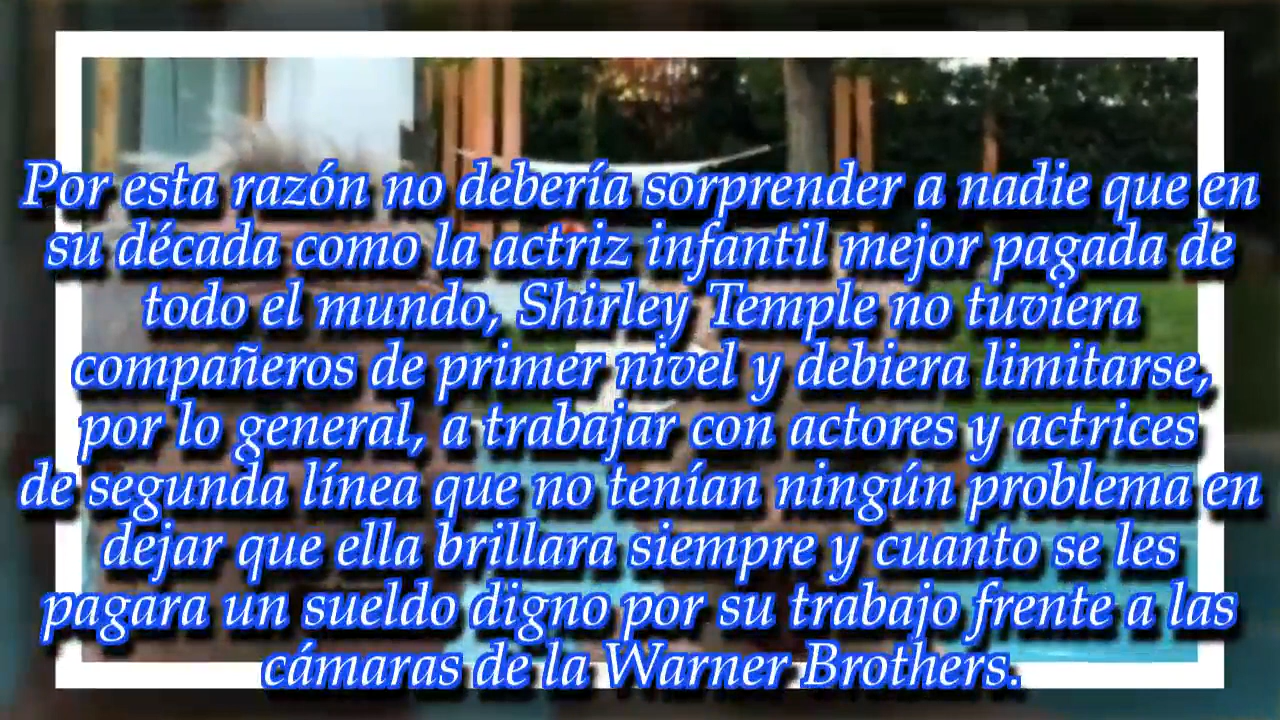 Por esta razón no debería sorprender a nadie que en
su década como la actriz infantil mejor pagada de
todo el mundo, Shirley Temple no tuviera
compañeros de primer nivel y debiera limitarse,
por lo general, a trabajar con actores y actrices
de segunda línea que no tenían ningún problema en
dejar que ella brillara siempre y cuanto se les
pagara un sueldo digno por su trabajo frente a las
cámaras de la Warner Brothers.